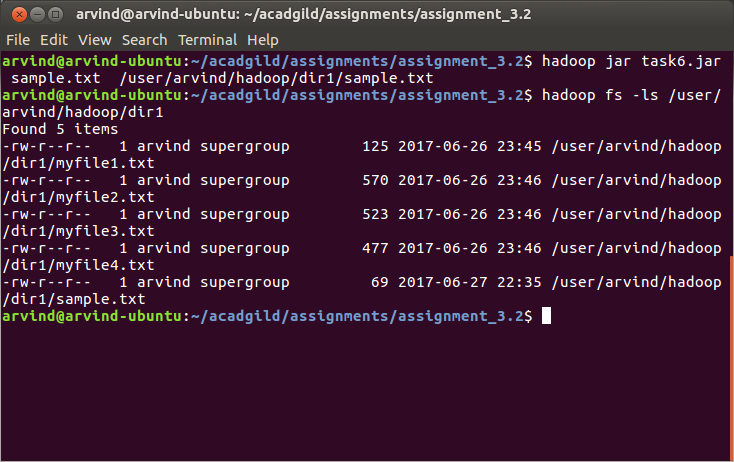 arvind@arvind-ubuntu: ~/acadgild/assignments/assignment_3.2
File Edit View Search Terminal Help
arvind@arvind-ubuntu:~/acadgild/assignments/assignment_3.2$ hadoop jar task6.jar
 sample.txt  /user/arvind/hadoop/dir1/sample.txt
arvind@arvind-ubuntu:~/acadgild/assignments/assignment_3.2$ hadoop fs -ls /user/
arvind/hadoop/dir1
Found 5 items
-rw-r--r--   1 arvind supergroup        125 2017-06-26 23:45 /user/arvind/hadoop
/dir1/myfile1.txt
-rw-r--r--   1 arvind supergroup        570 2017-06-26 23:46 /user/arvind/hadoop
/dir1/myfile2.txt
-rw-r--r--   1 arvind supergroup        523 2017-06-26 23:46 /user/arvind/hadoop
/dir1/myfile3.txt
-rw-r--r--   1 arvind supergroup        477 2017-06-26 23:46 /user/arvind/hadoop
/dir1/myfile4.txt
-rw-r--r--   1 arvind supergroup         69 2017-06-27 22:35 /user/arvind/hadoop
/dir1/sample.txt
arvind@arvind-ubuntu:~/acadgild/assignments/assignment_3.2$